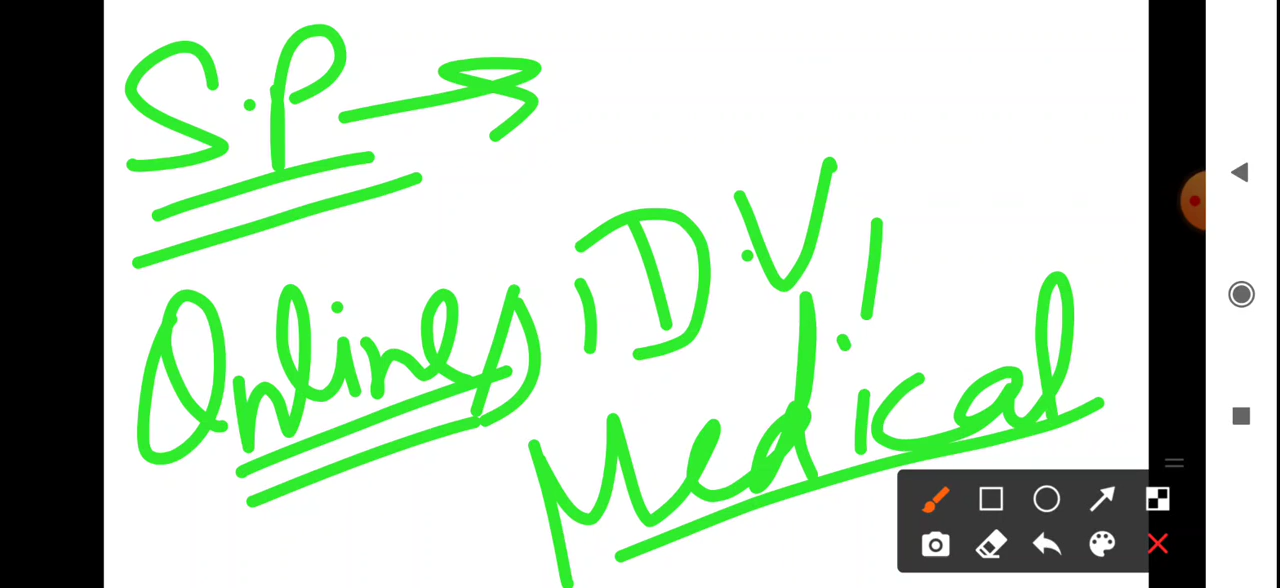 S.P →
Online D.V
Medical